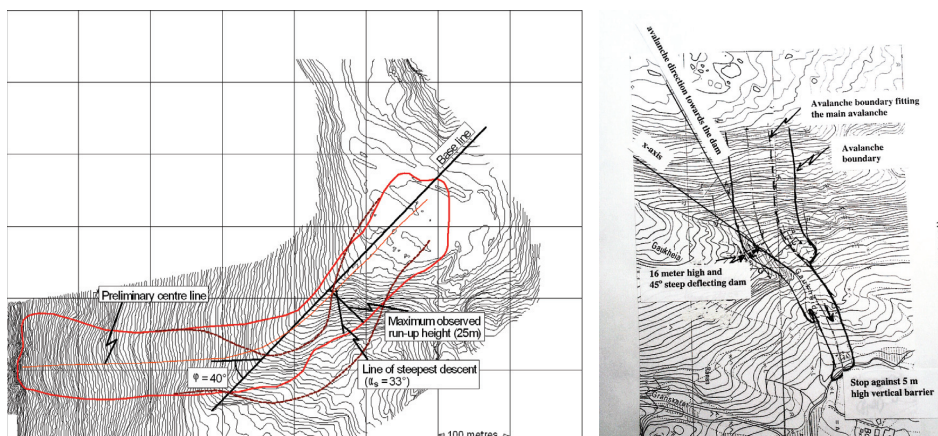 Base line
Preliminary centre line
Maximum observed
run-up height (25m)
Line of steepest descent
(αs = 33°)
φ = 40°
100 metres
avalanche direction towards the dam
x-axis
Avalanche boundary fitting
the main avalanche
Avalanche
boundary
Gaukheia
16 meter high and
45° steep deflecting dam
Stop against 5 m
high vertical barrier